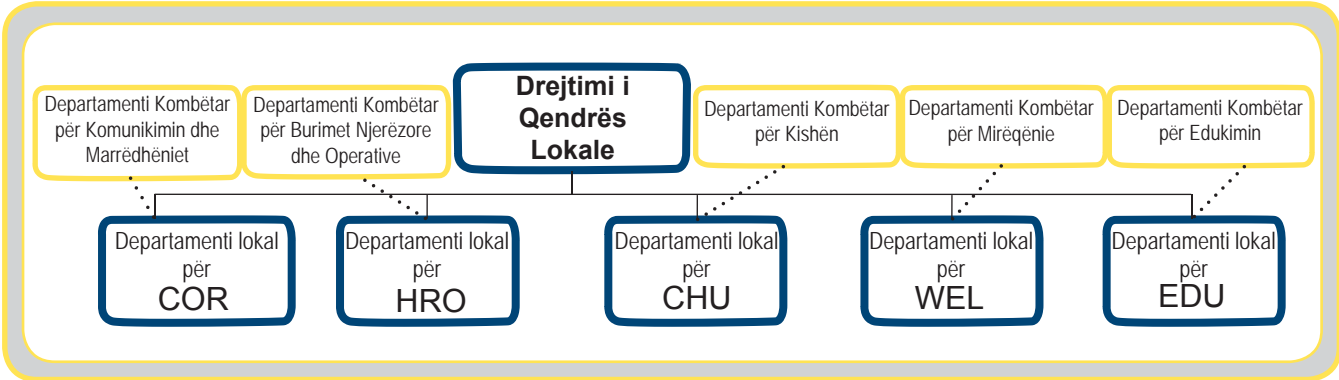 Departamenti Kombëtar
për Komunikimin dhe
Marrëdhëniet
Departamenti Kombëtar
për Burimet Njerëzore
dhe Operative
Drejtimi i
Qendrës
Lokale
Departamenti Kombëtar
për Kishën
Departamenti Kombëtar
për Mirëqënie
Departamenti Kombëtar
për Edukimin
Departamenti lokal
për
COR
Departamenti lokal
për
HRO
Departamenti lokal
për
CHU
Departamenti lokal
për
WEL
Departamenti lokal
për
EDU